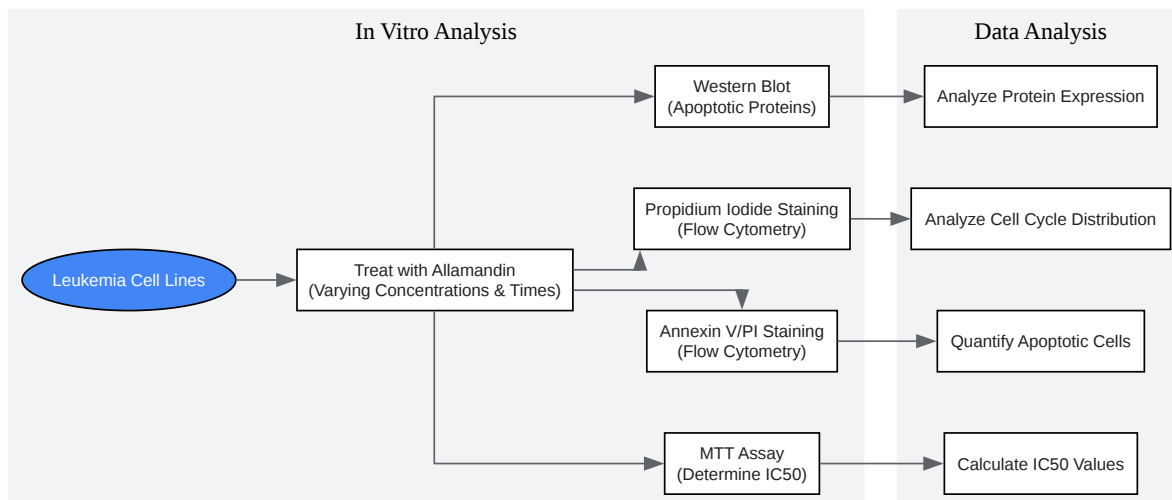 In Vitro Analysis
Data Analysis
Western Blot
(Apoptotic Proteins)
Analyze Protein Expression
Propidium Iodide Staining
(Flow Cytometry)
Analyze Cell Cycle Distribution
Leukemia Cell Lines
Treat with Allamandin
(Varying Concentrations & Times)
Annexin V/PI Staining
(Flow Cytometry)
Quantify Apoptotic Cells
MTT Assay
(Determine IC50)
Calculate IC50 Values